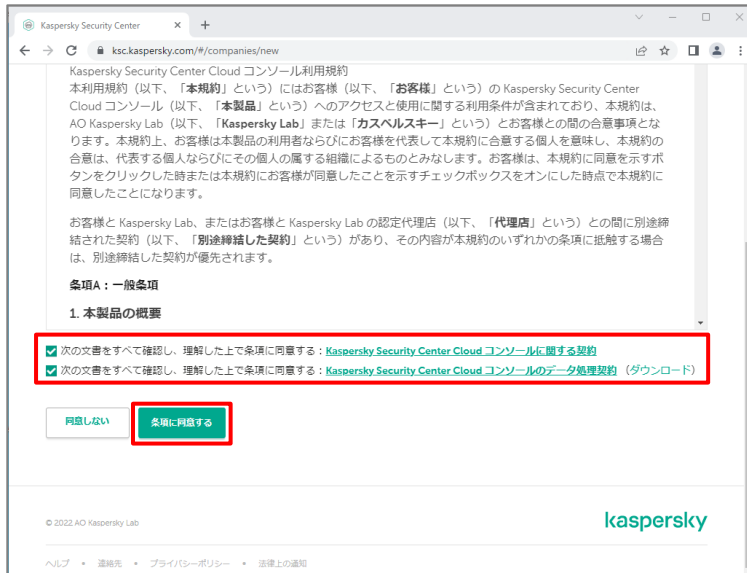 Kaspersky Security Center
ksc.kaspersky.com/#/companies/new
Kaspersky Security Center Cloud コンソール利用規約
本利用規約（以下、「本規約」という）にはお客様（以下、「お客様」という）の Kaspersky Security Center
Cloud コンソール（以下、「本製品」という）へのアクセスと使用に関する利用条件が含まれており、本規約は、
AO Kaspersky Lab（以下、「Kaspersky Lab」または「カスペルスキー」という）とお客様との間の合意事項とな
ります。本規約上、お客様は本製品の利用者ならびにお客様を代表して本規約に合意する個人を意味し、本規約の
合意は、代表する個人ならびにその個人の属する組織によるものとみなします。お客様は、本規約に同意を示すボ
タンをクリックした時または本規約にお客様が同意したことを示すチェックボックスをオンにした時点で本規約に
同意したことになります。
お客様と Kaspersky Lab、またはお客様と Kaspersky Lab の認定代理店（以下、「代理店」という）との間に別途締
結された契約（以下、「別途締結した契約」という）があり、その内容が本規約のいずれかの条項に抵触する場合
は、別途締結した契約が優先されます。
条項A：一般条項
1. 本製品の概要
次の文書をすべて確認し、理解した上で条項に同意する：Kaspersky Security Center Cloud コンソールに関する契約
次の文書をすべて確認し、理解した上で条項に同意する：Kaspersky Security Center Cloud コンソールのデータ処理契約 （ダウンロード）
同意しない 条項に同意する
© 2022 AO Kaspersky Lab kaspersky
ヘルプ • 連絡先 • プライバシーポリシー • 法律上の通知